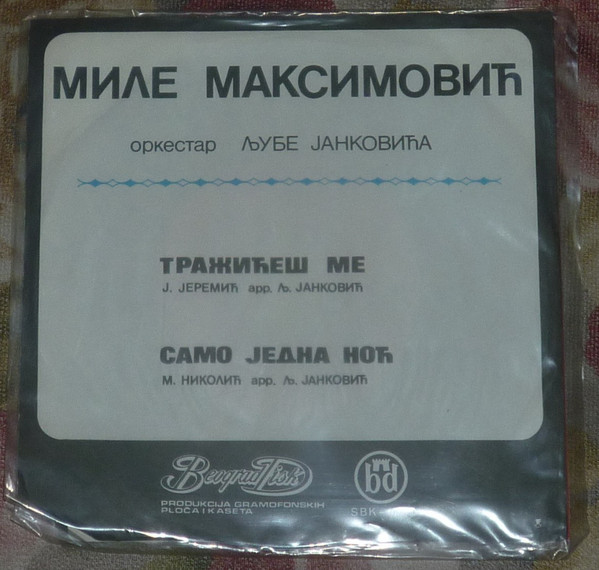 МИЛЕ МАКСИМОВИЋ
оркестар ЉУБЕ ЈАНКОВИЋА
ТРАЖИЋЕШ МЕ
Ј. ЈЕРЕМИЋ арр. Љ. ЈАНКОВИЋ
САМО ЈЕДНА НОЋ
М. НИКОЛИЋ арр. Љ. ЈАНКОВИЋ
Beograd Disk
bd
PRODUKCIJA GRAMOFONSKIH
PLOČA I KASETA
SBK